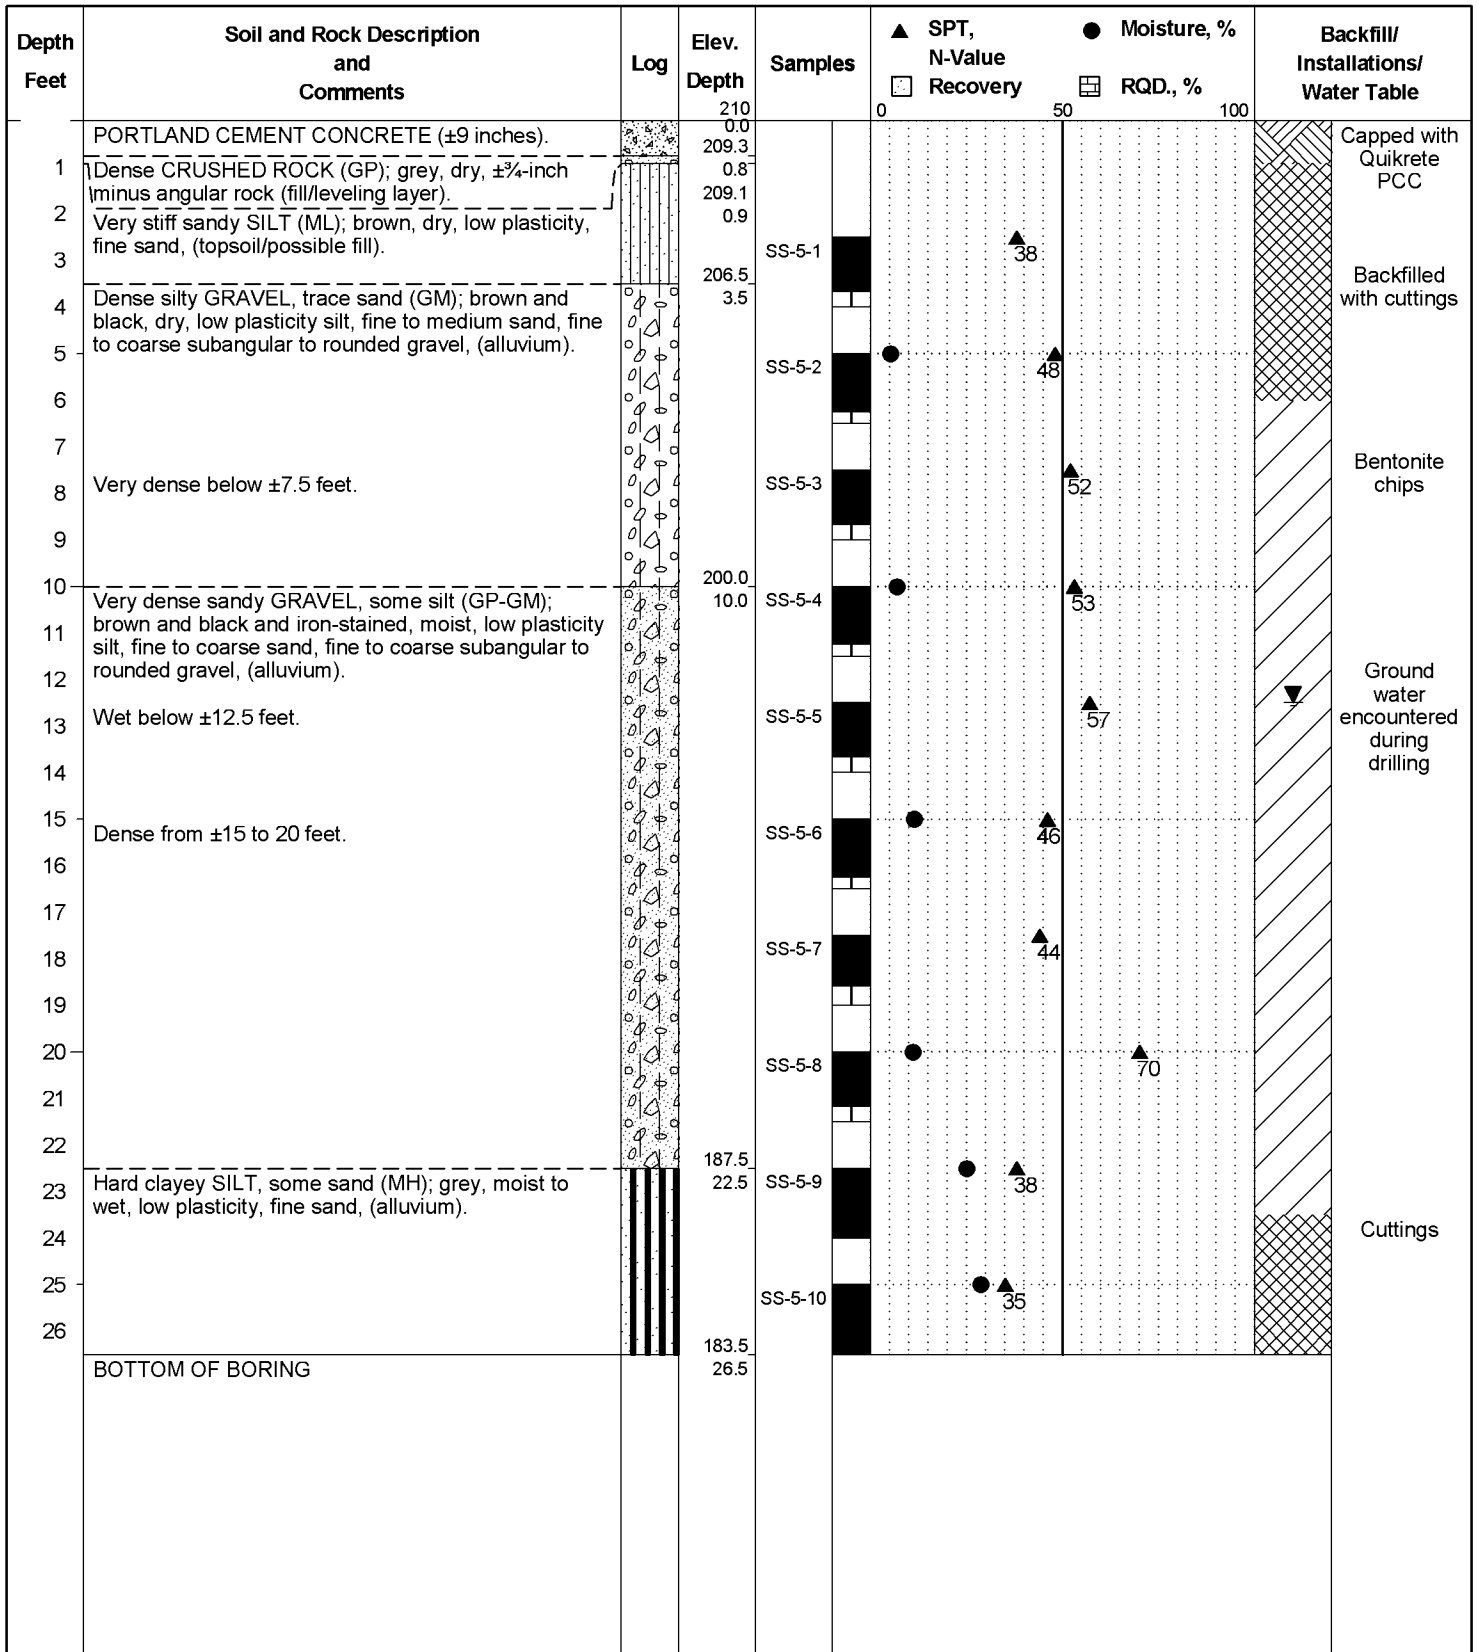 Depth
Feet
Soil and Rock Description
and
Comments
Log
Elev.
Depth
Samples
SPT,
N-Value
Recovery
Moisture, %
RQD., %
Backfill/
Installations/
Water Table
0 50 100
210
0.0
PORTLAND CEMENT CONCRETE (±9 inches).
209.3
0.8
Dense CRUSHED ROCK (GP); grey, dry, ±¾-inch
minus angular rock (fill/leveling layer).
209.1
0.9
Very stiff sandy SILT (ML); brown, dry, low plasticity,
fine sand, (topsoil/possible fill).
206.5
3.5
Dense silty GRAVEL, trace sand (GM); brown and
black, dry, low plasticity silt, fine to medium sand, fine
to coarse subangular to rounded gravel, (alluvium).
Very dense below ±7.5 feet.
200.0
10.0
Very dense sandy GRAVEL, some silt (GP-GM);
brown and black and iron-stained, moist, low plasticity
silt, fine to coarse sand, fine to coarse subangular to
rounded gravel, (alluvium).
Wet below ±12.5 feet.
Dense from ±15 to 20 feet.
187.5
22.5
Hard clayey SILT, some sand (MH); grey, moist to
wet, low plasticity, fine sand, (alluvium).
183.5
26.5
BOTTOM OF BORING
1
2
3
4
5
6
7
8
9
10
11
12
13
14
15
16
17
18
19
20
21
22
23
24
25
26
SS-5-1
38
SS-5-2
48
SS-5-3
52
SS-5-4
53
SS-5-5
57
SS-5-6
46
SS-5-7
44
SS-5-8
70
SS-5-9
38
SS-5-10
35
Capped with
Quikrete
PCC
Backfilled
with cuttings
Bentonite
chips
Ground
water
encountered
during
drilling
Cuttings